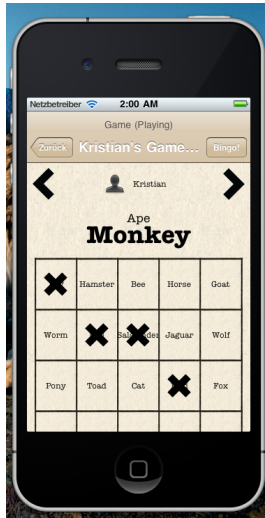 Netzbetreiber 2:00 AM
Game (Playing)
Zurück Kristian's Game... Bingo!
Kristian
Ape
Monkey
Hamster Bee Horse Goat
Worm Jaguar Wolf
Pony Toad Cat Fox